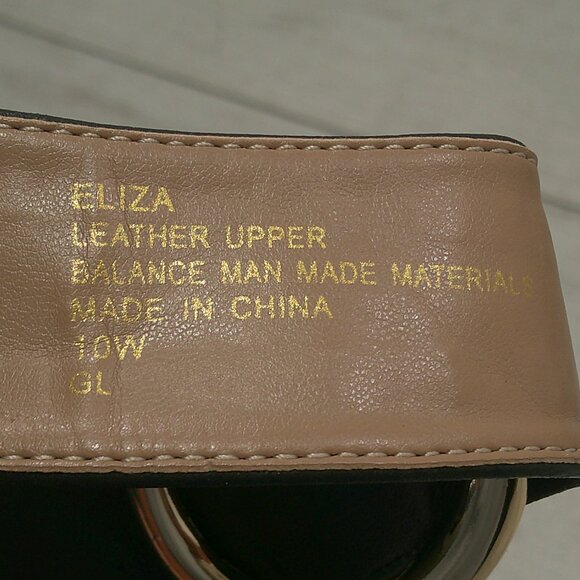 ELIZA
LEATHER UPPER
BALANCE MAN MADE MATERIALS
MADE IN CHINA
10W
GL